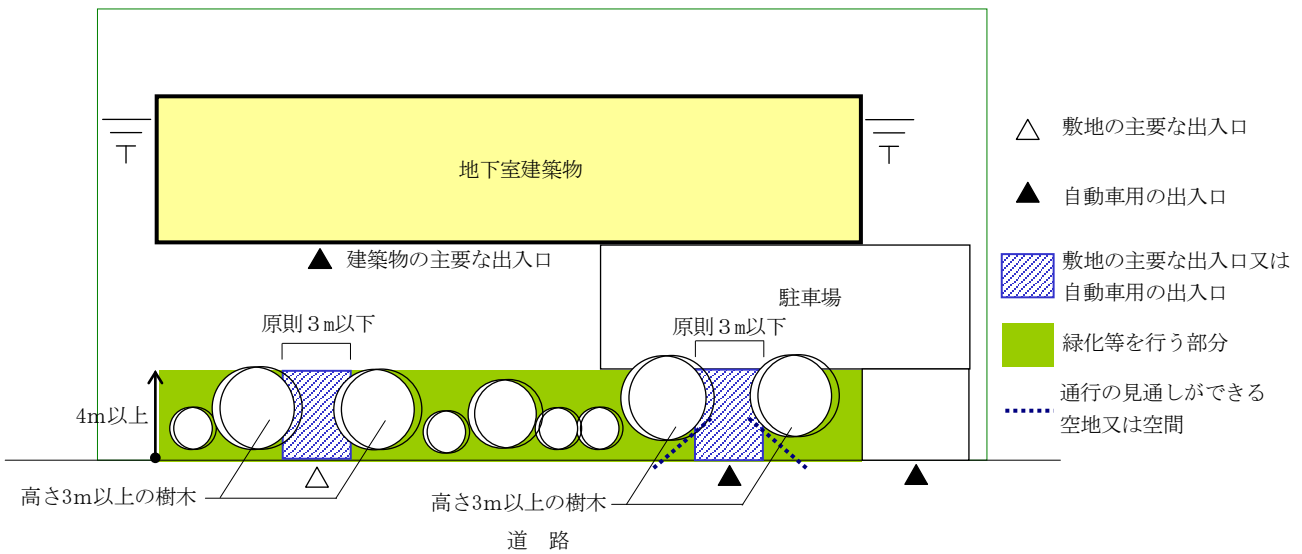 地下室建築物
建築物の主要な出入口
駐車場
原則３ｍ以下
原則３ｍ以下
4m以上
高さ3m以上の樹木
高さ3m以上の樹木
道　路
敷地の主要な出入口
自動車用の出入口
敷地の主要な出入口又は
自動車用の出入口
緑化等を行う部分
通行の見通しができる
空地又は空間